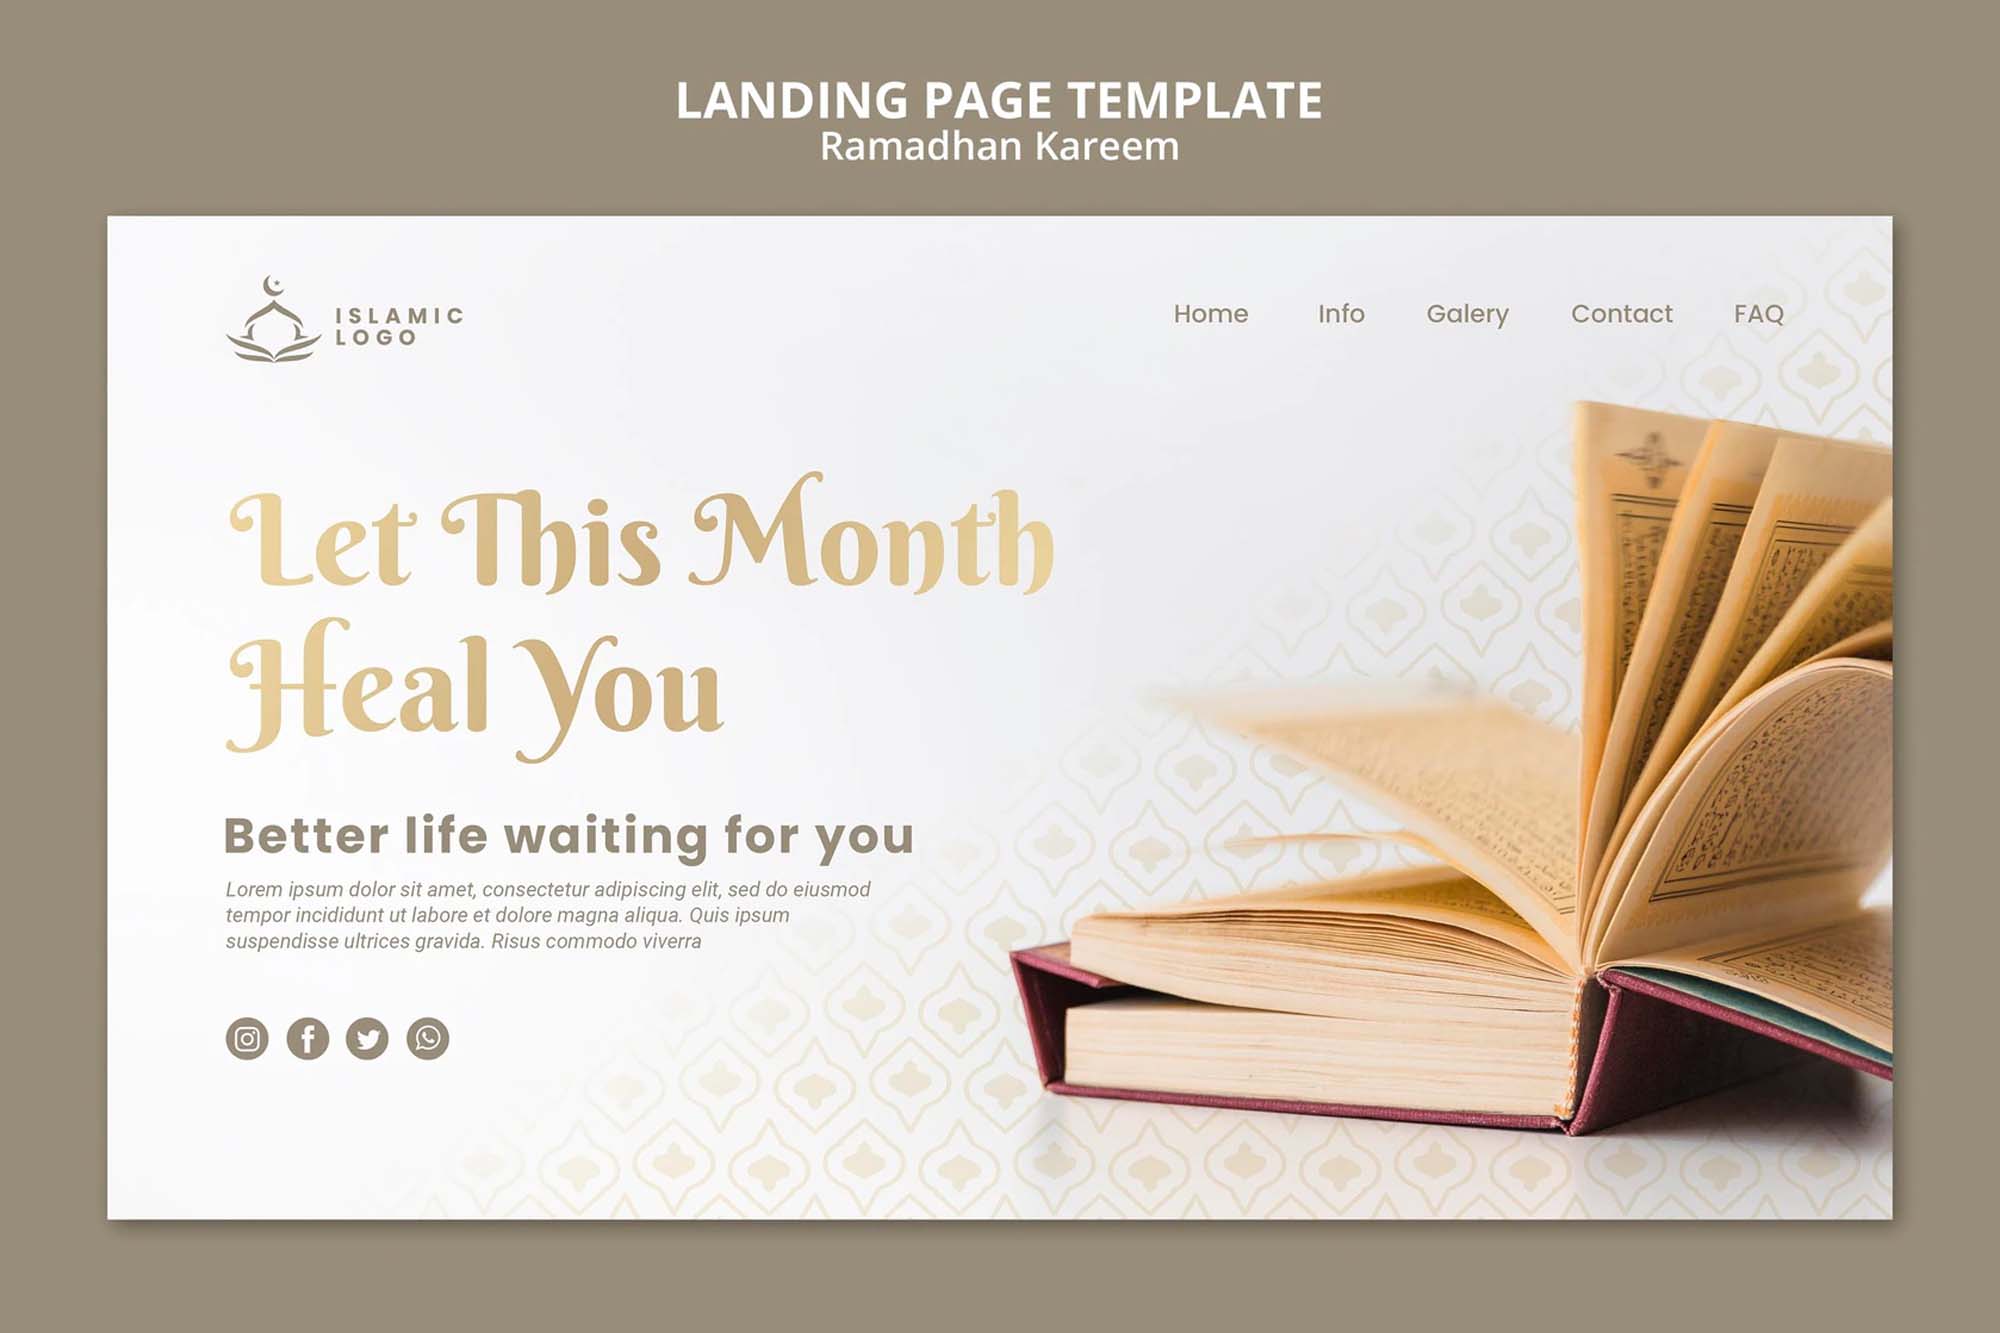 LANDING PAGE TEMPLATE
Ramadhan Kareem
ISLAMIC
LOGO
Home Info Galery Contact FAQ
Let This Month
Heal You
Better life waiting for you
Lorem ipsum dolor sit amet, consectetur adipiscing elit, sed do eiusmod
tempor incididunt ut labore et dolore magna aliqua. Quis ipsum
suspendisse ultrices gravida. Risus commodo viverra